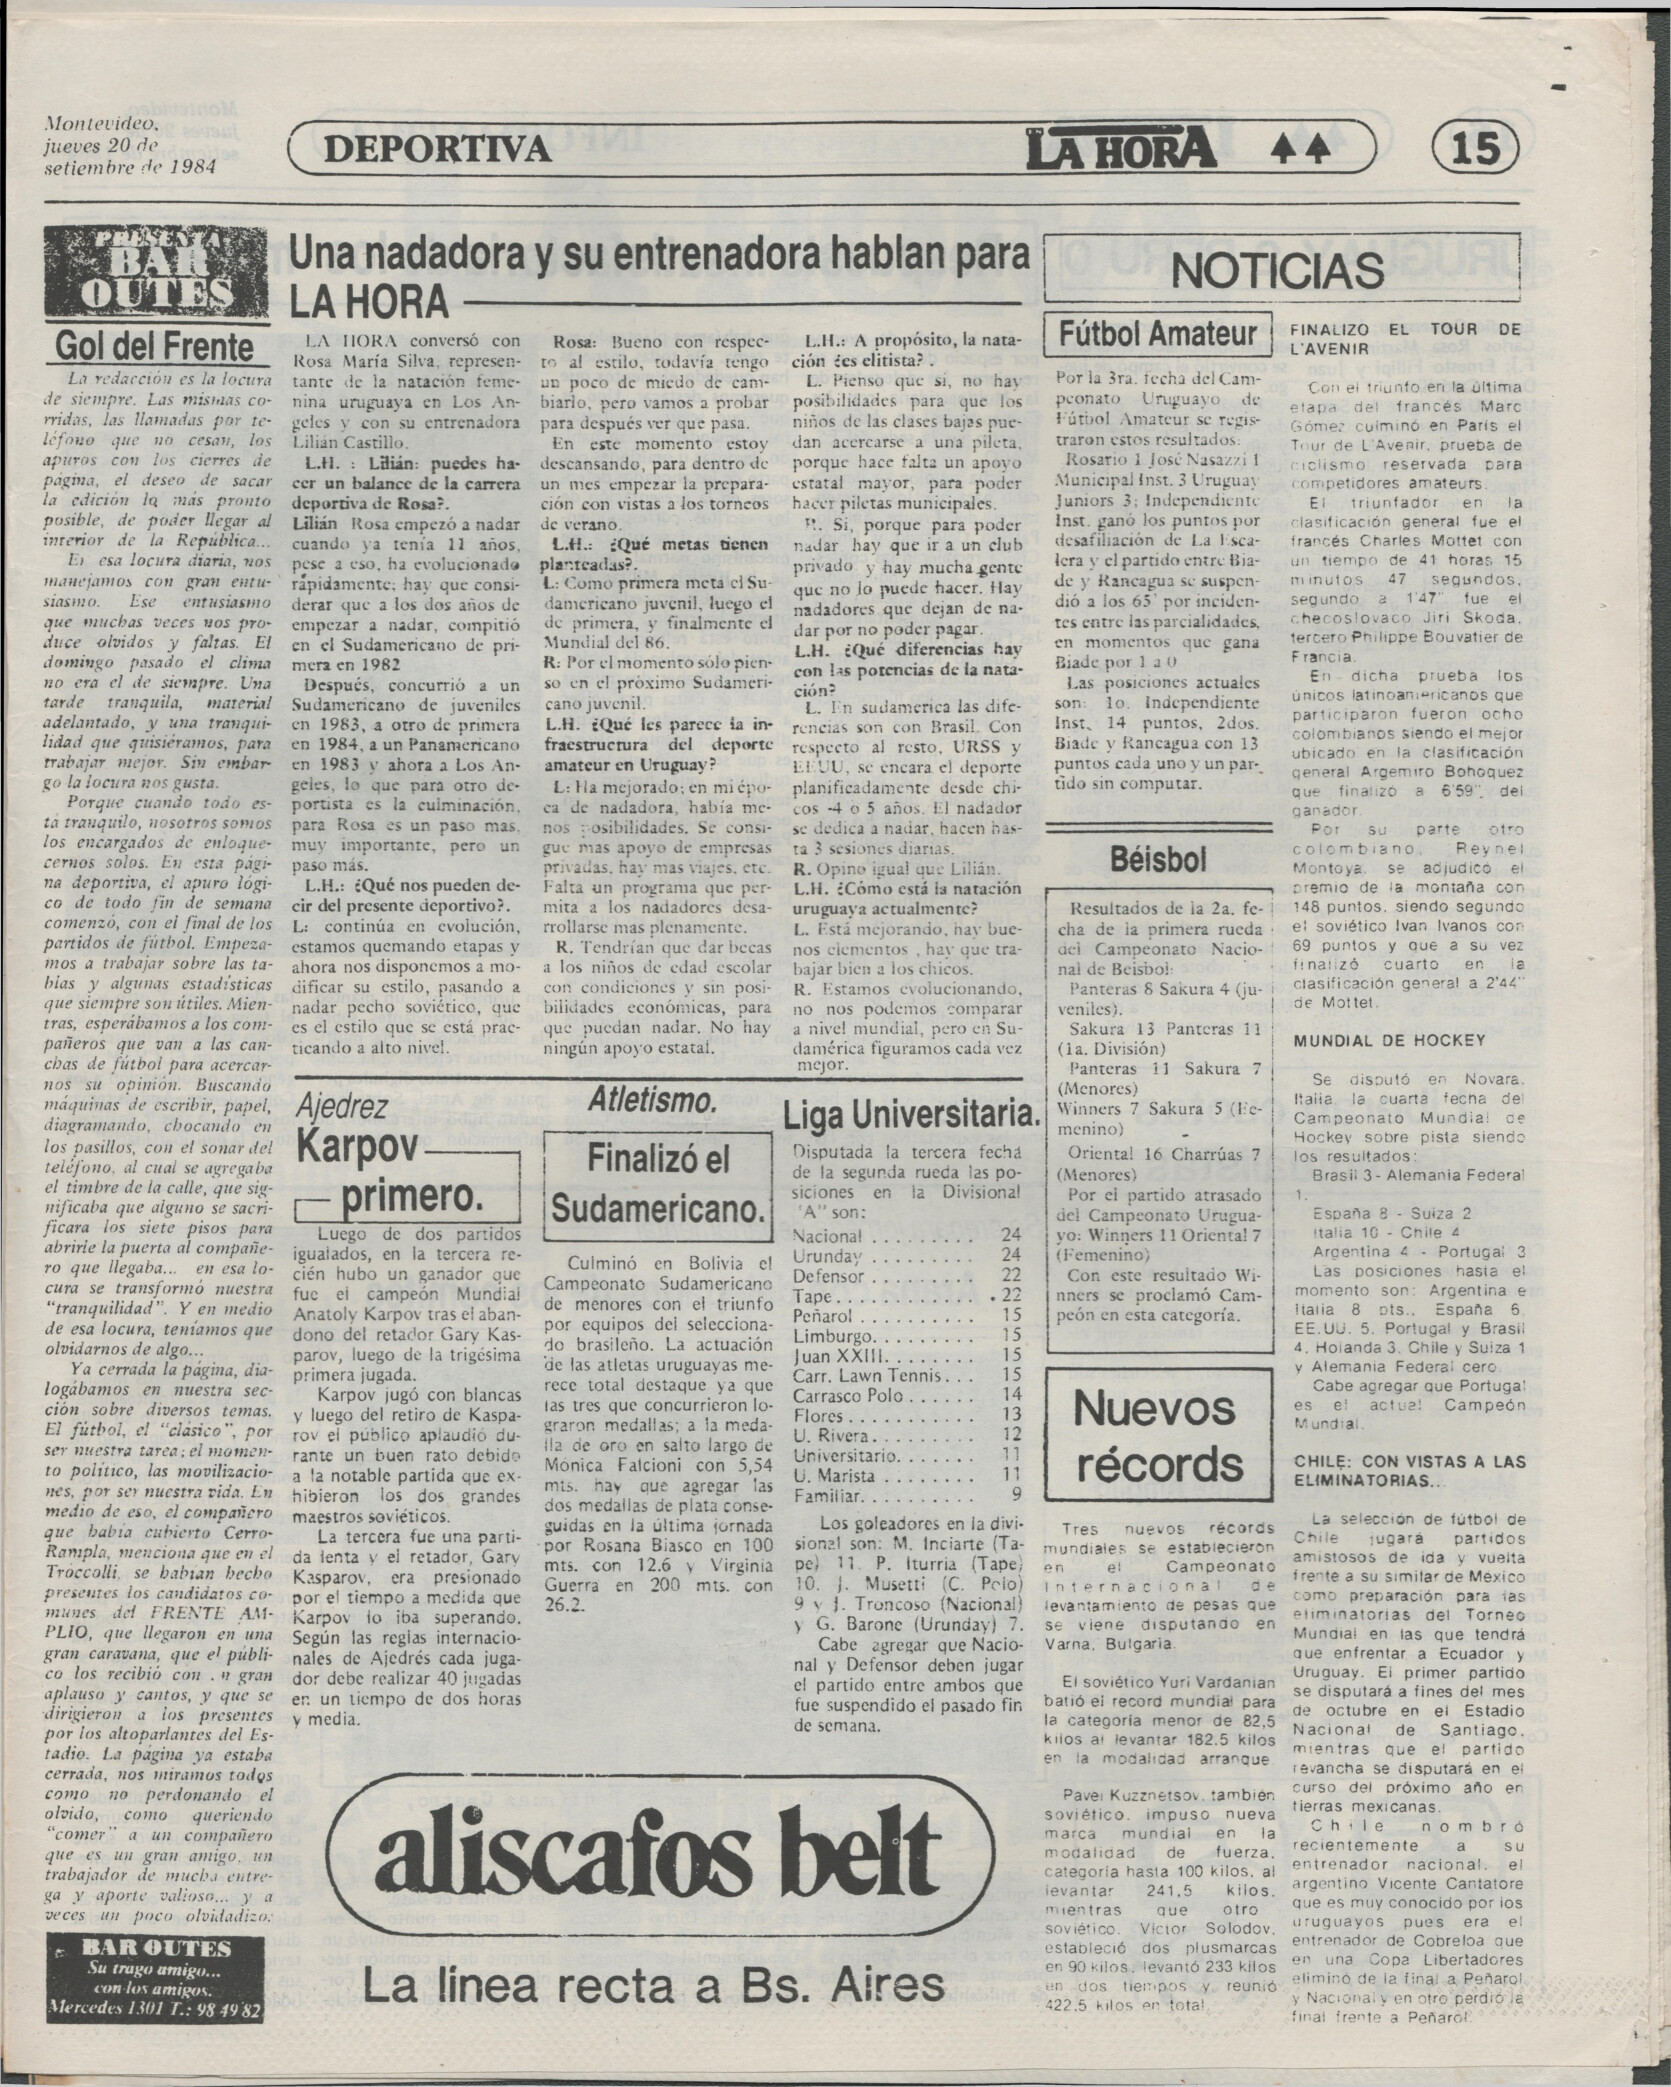 Montevideo,
jueves 20 de
setiembre de 1984
DEPORTIVA
LA HORA
15
PRESENTA
BAR
OUTES
Gol del Frente
La redacción es la locura
de siempre. Las mismas co-
rridas, las llamadas por te-
léfono que no cesan, los
apuros con los cierres de
página, el deseo de sacar
la edición lo más pronto
posible, de poder llegar al
interior de la República...
En esa locura diaria, nos
manejamos con gran entu-
siasmo. Ese entusiasmo
que muchas veces nos pro-
duce olvidos y faltas. El
domingo pasado el clima
no era el de siempre. Una
tarde tranquila, material
adelantado, y una tranqui-
lidad que quisiéramos, para
trabajar mejor. Sin embar-
go la locura nos gusta.
Porque cuando todo es-
tá tranquilo, nosotros somos
los encargados de enloque-
cernos solos. En esta pági-
na deportiva, el apuro lógi-
co de todo fin de semana
comenzó, con el final de los
partidos de fútbol. Empeza-
mos a trabajar sobre las ta-
blas y algunas estadísticas
que siempre son útiles. Mien-
tras, esperábamos a los com-
pañeros que van a las can-
chas de fútbol para acercar-
nos su opinión. Buscando
máquinas de escribir, papel,
diagramando, chocando en
los pasillos, con el sonar del
teléfono, al cual se agregaba
el timbre de la calle, que sig-
nificaba que alguno se sacri-
ficara los siete pisos para
abrirle la puerta al compañe-
ro que llegaba... en esa lo-
cura se transformó nuestra
"tranquilidad". Y en medio
de esa locura, teníamos que
olvidarnos de algo...
Ya cerrada la página, dia-
logábamos en nuestra sec-
ción sobre diversos temas.
El fútbol, el "clásico", por
ser nuestra tarea; el momen-
to político, las movilizacio-
nes, por ser nuestra vida. En
medio de eso, el compañero
que había cubierto Cerro-
Rampla, menciona que en el
Tróccolli, se habían hecho
presentes los candidatos co-
munes del FRENTE AM-
PLIO, que llegaron en una
gran caravana, que el públi-
co los recibió con un gran
aplauso y cantos, y que se
dirigieron a los presentes
por los altoparlantes del Es-
tadio. La página ya estaba
cerrada, nos miramos todos
como no perdonando el
olvido, como queriendo
"comer" a un compañero
que es un gran amigo, un
trabajador de mucha entre-
ga y aporte valioso... y a
veces un poco olvidadizo.
BAR OUTES
Su trago amigo...
con los amigos.
Mercedes 1301 T.: 98 49 82
Una nadadora y su entrenadora hablan para
LA HORA
LA HORA conversó con
Rosa María Silva, represen-
tante de la natación feme-
nina uruguaya en Los An-
geles y con su entrenadora
Lilián Castillo.
L.H. : Lilián: puedes ha-
cer un balance de la carrera
deportiva de Rosa?.
Lilián Rosa empezó a nadar
cuando ya tenía 11 años,
pese a eso, ha evolucionado
rápidamente; hay que consi-
derar que a los dos años de
empezar a nadar, compitió
en el Sudamericano de pri-
mera en 1982
Después, concurrió a un
Sudamericano de juveniles
en 1983, a otro de primera
en 1984, a un Panamericano
en 1983 y ahora a Los An-
geles, lo que para otro de-
portista es la culminación,
para Rosa es un paso mas,
muy importante, pero un
paso más.
L.H.: ¿Qué nos pueden de-
cir del presente deportivo?.
L: continúa en evolución,
estamos quemando etapas y
ahora nos disponemos a mo-
dificar su estilo, pasando a
nadar pecho soviético, que
es el estilo que se está prac-
ticando a alto nivel.
Rosa: Bueno con respec-
to al estilo, todavía tengo
un poco de miedo de cam-
biarlo, pero vamos a probar
para después ver que pasa.
En este momento estoy
descansando, para dentro de
un mes empezar la prepara-
ción con vistas a los torneos
de verano.
L.H.: ¿Qué metas tienen
planteadas?.
L: Como primera meta el Su-
damericano juvenil, luego el
de primera, y finalmente el
Mundial del 86.
R: Por el momento sólo pien-
so en el próximo Sudameri-
cano juvenil.
L.H. ¿Qué les parece la in-
fraestructura del deporte
amateur en Uruguay?
L: Ha mejorado; en mi épo-
ca de nadadora, había me-
nos posibilidades. Se consi-
gue mas apoyo de empresas
privadas, hay mas viajes, etc.
Falta un programa que per-
mita a los nadadores desa-
rrollarse mas plenamente.
R. Tendrían que dar becas
a los niños de edad escolar
con condiciones y sin posi-
bilidades económicas, para
que puedan nadar. No hay
ningún apoyo estatal.
L.H.: A propósito, la nata-
ción ¿es elitista? .
L. Pienso que si, no hay
posibilidades para que los
niños de las clases bajas pue-
dan acercarse a una pileta,
porque hace falta un apoyo
estatal mayor, para poder
hacer piletas municipales.
R. Si, porque para poder
nadar hay que ir a un club
privado y hay mucha gente
que no lo puede hacer. Hay
nadadores que dejan de na-
dar por no poder pagar.
L.H. ¿Qué diferencias hay
con las potencias de la nata-
ción?
L. En sudamerica las dife-
rencias son con Brasil. Con
respecto al resto, URSS y
EEUU, se encara el deporte
planificadamente desde chi-
cos -4 o 5 años. El nadador
se dedica a nadar, hacen has-
ta 3 sesiones diarias.
R. Opino igual que Lilián.
L.H. ¿Cómo está la natación
uruguaya actualmente?
L. Está mejorando, hay bue-
nos elementos , hay que tra-
bajar bien a los chicos.
R. Estamos evolucionando,
no nos podemos comparar
a nivel mundial, pero en Su-
damérica figuramos cada vez
mejor.
Ajedrez
Karpov
primero.
Luego de dos partidos
igualados, en la tercera re-
cién hubo un ganador que
fue el campeón Mundial
Anatoly Karpov tras el aban-
dono del retador Gary Kas-
parov, luego de la trigésima
primera jugada.
Karpov jugó con blancas
y luego del retiro de Kaspa-
rov el público aplaudió du-
rante un buen rato debido
a la notable partida que ex-
hibieron los dos grandes
maestros soviéticos.
La tercera fue una parti-
da lenta y el retador, Gary
Kasparov, era presionado
por el tiempo a medida que
Karpov lo iba superando.
Según las reglas internacio-
nales de Ajedrés cada juga-
dor debe realizar 40 jugadas
en un tiempo de dos horas
y media.
Atletismo.
Finalizó el
Sudamericano.
Culminó en Bolivia el
Campeonato Sudamericano
de menores con el triunfo
por equipos del selecciona-
do brasileño. La actuación
de las atletas uruguayas me-
rece total destaque ya que
las tres que concurrieron lo-
graron medallas; a la meda-
lla de oro en salto largo de
Mónica Falcioni con 5,54
mts. hay que agregar las
dos medallas de plata conse-
guidas en la última jornada
por Rosana Biasco en 100
mts. con 12.6 y Virginia
Guerra en 200 mts. con
26.2.
Liga Universitaria.
Disputada la tercera fecha
de la segunda rueda las po-
siciones en la Divisional
"A" son:
Nacional . . . . . . . . . 24
Urunday . . . . . . . . . 24
Defensor . . . . . . . . . 22
Tape. . . . . . . . . . . . 22
Peñarol . . . . . . . . . . 15
Limburgo. . . . . . . . . 15
Juan XXIII. . . . . . . . 15
Carr. Lawn Tennis. . . 15
Carrasco Polo . . . . . . 14
Flores . . . . . . . . . . . 13
U. Rivera. . . . . . . . . 12
Universitario. . . . . . . 11
U. Marista . . . . . . . . 11
Familiar. . . . . . . . . . 9
Los goleadores en la divi-
sional son: M. Inciarte (Ta-
pe) 11. P. Iturria (Tape)
10. J. Musetti (C. Polo)
9 y J. Troncoso (Nacional)
y G. Barone (Urunday) 7.
Cabe agregar que Nacio-
nal y Defensor deben jugar
el partido entre ambos que
fue suspendido el pasado fin
de semana.
aliscafos belt
La línea recta a Bs. Aires
NOTICIAS
Fútbol Amateur
Por la 3ra. fecha del Cam-
peonato Uruguayo de
Fútbol Amateur se regis-
traron estos resultados:
Rosario 1 José Nasazzi 1
Municipal Inst. 3 Uruguay
Juniors 3; Independiente
Inst. ganó los puntos por
desafiliación de La Esca-
lera y el partido entre Bia-
de y Rancagua se suspen-
dió a los 65' por inciden-
tes entre las parcialidades,
en momentos que gana
Biade por 1 a 0
Las posiciones actuales
son: 1o. Independiente
Inst. 14 puntos, 2dos.
Biade y Rancagua con 13
puntos cada uno y un par-
tido sin computar.
Béisbol
Resultados de la 2a. fe-
cha de la primera rueda
del Campeonato Nacio-
nal de Beisbol:
Panteras 8 Sakura 4 (ju-
veniles).
Sakura 13 Panteras 11
(1a. División)
Panteras 11 Sakura 7
(Menores)
Winners 7 Sakura 5 (Fe-
menino)
Oriental 16 Charrúas 7
(Menores)
Por el partido atrasado
del Campeonato Urugua-
yo: Winners 11 Oriental 7
(Femenino)
Con este resultado Wi-
nners se proclamó Cam-
peón en esta categoría.
Nuevos
récords
Tres nuevos récords
mundiales se establecieron
en el Campeonato
Internacional de
levantamiento de pesas que
se viene disputando en
Varna, Bulgaria.
El soviético Yuri Vardanian
batió el record mundial para
la categoría menor de 82,5
kilos al levantar 182.5 kilos
en la modalidad arranque.
Pavel Kuzznetsov, también
soviético, impuso nueva
marca mundial en la
modalidad de fuerza,
categoría hasta 100 kilos, al
levantar 241,5 kilos,
mientras que otro
soviético, Víctor Solodov,
estableció dos plusmarcas
en 90 kilos, levantó 233 kilos
en dos tiempos y reunió
422,5 kilos en total.
FINALIZO EL TOUR DE
L'AVENIR
Con el triunfo en la última
etapa del francés Marc
Gómez culminó en París el
Tour de L'Avenir, prueba de
ciclismo reservada para
competidores amateurs.
El triunfador en la
clasificación general fue el
francés Charles Mottet con
un tiempo de 41 horas 15
minutos 47 segundos,
segundo a 1'47" fue el
checoslovaco Jiri Skoda,
tercero Philippe Bouvatier de
Francia.
En dicha prueba los
únicos latinoamericanos que
participaron fueron ocho
colombianos siendo el mejor
ubicado en la clasificación
general Argemiro Bohoquez
que finalizó a 6'59" del
ganador.
Por su parte otro
colombiano, Reynel
Montoya, se adjudicó el
premio de la montaña con
148 puntos, siendo segundo
el soviético Ivan Ivanos con
69 puntos y que a su vez
finalizó cuarto en la
clasificación general a 2'44"
de Mottet.
MUNDIAL DE HOCKEY
Se disputó en Novara,
Italia, la cuarta fecha del
Campeonato Mundial de
Hockey sobre pista siendo
los resultados:
Brasil 3 - Alemania Federal
1.
España 8 - Suiza 2
Italia 10 - Chile 4
Argentina 4 - Portugal 3
Las posiciones hasta el
momento son: Argentina e
Italia 8 pts., España 6,
EE.UU. 5, Portugal y Brasil
4, Holanda 3, Chile y Suiza 1
y Alemania Federal cero.
Cabe agregar que Portugal
es el actual Campeón
Mundial.
CHILE: CON VISTAS A LAS
ELIMINATORIAS...
La selección de fútbol de
Chile jugará partidos
amistosos de ida y vuelta
frente a su similar de Mexico
como preparación para las
eliminatorias del Torneo
Mundial en las que tendrá
que enfrentar a Ecuador y
Uruguay. El primer partido
se disputará a fines del mes
de octubre en el Estadio
Nacional de Santiago,
mientras que el partido
revancha se disputará en el
curso del próximo año en
tierras mexicanas.
Chile nombró
recientemente a su
entrenador nacional, el
argentino Vicente Cantatore
que es muy conocido por los
uruguayos pues era el
entrenador de Cobreloa que
en una Copa Libertadores
eliminó de la final a Peñarol
y Nacional y en otro perdió la
final frente a Peñarol.